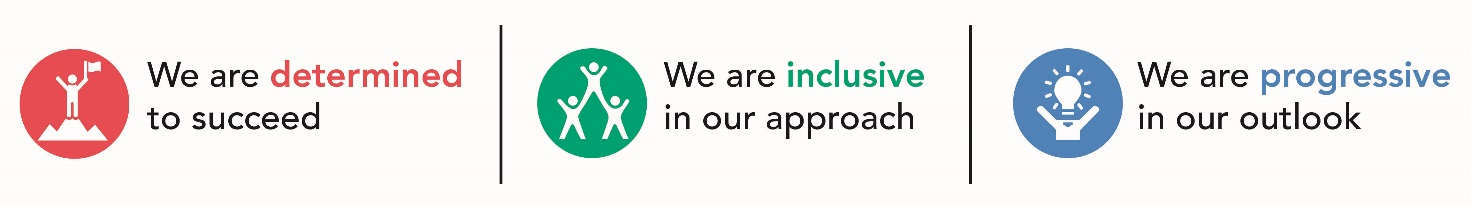 We are determined
to succeed
We are inclusive
in our approach
We are progressive
in our outlook